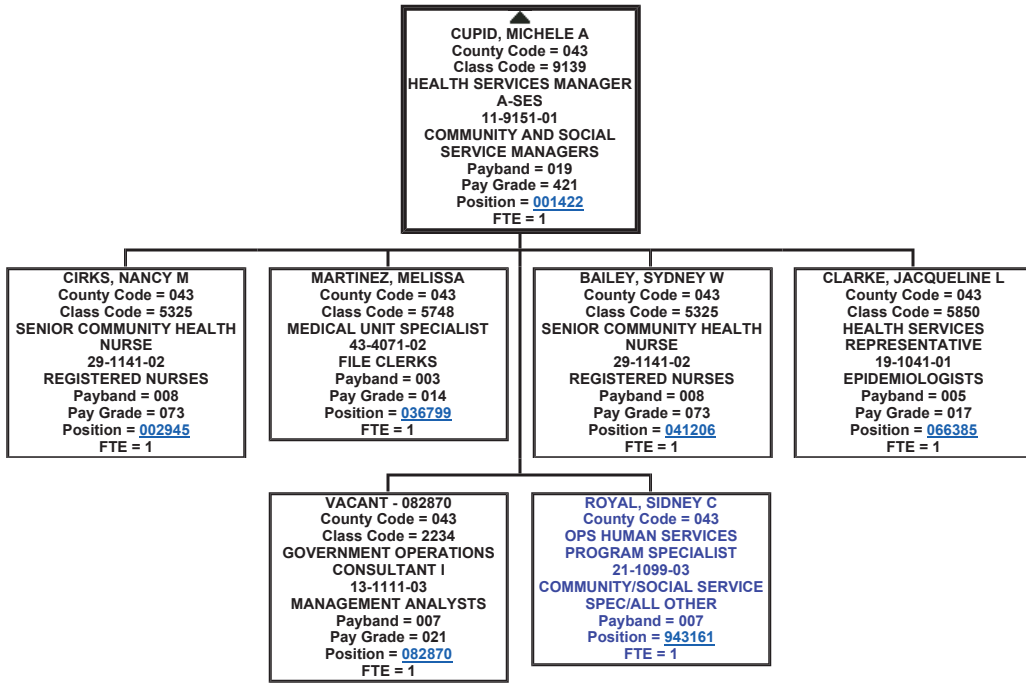 CUPID, MICHELE A
County Code = 043
Class Code = 9139
HEALTH SERVICES MANAGER
A-SES
11-9151-01
COMMUNITY AND SOCIAL
SERVICE MANAGERS
Payband = 019
Pay Grade = 421
Position = 001422
FTE = 1
CIRKS, NANCY M
County Code = 043
Class Code = 5325
SENIOR COMMUNITY HEALTH
NURSE
29-1141-02
REGISTERED NURSES
Payband = 008
Pay Grade = 073
Position = 002945
FTE = 1
MARTINEZ, MELISSA
County Code = 043
Class Code = 5748
MEDICAL UNIT SPECIALIST
43-4071-02
FILE CLERKS
Payband = 003
Pay Grade = 014
Position = 036799
FTE = 1
BAILEY, SYDNEY W
County Code = 043
Class Code = 5325
SENIOR COMMUNITY HEALTH
NURSE
29-1141-02
REGISTERED NURSES
Payband = 008
Pay Grade = 073
Position = 041206
FTE = 1
CLARKE, JACQUELINE L
County Code = 043
Class Code = 5850
HEALTH SERVICES
REPRESENTATIVE
19-1041-01
EPIDEMIOLOGISTS
Payband = 005
Pay Grade = 017
Position = 066385
FTE = 1
VACANT - 082870
County Code = 043
Class Code = 2234
GOVERNMENT OPERATIONS
CONSULTANT I
13-1111-03
MANAGEMENT ANALYSTS
Payband = 007
Pay Grade = 021
Position = 082870
FTE = 1
ROYAL, SIDNEY C
County Code = 043
OPS HUMAN SERVICES
PROGRAM SPECIALIST
21-1099-03
COMMUNITY/SOCIAL SERVICE
SPEC/ALL OTHER
Payband = 007
Position = 943161
FTE = 1